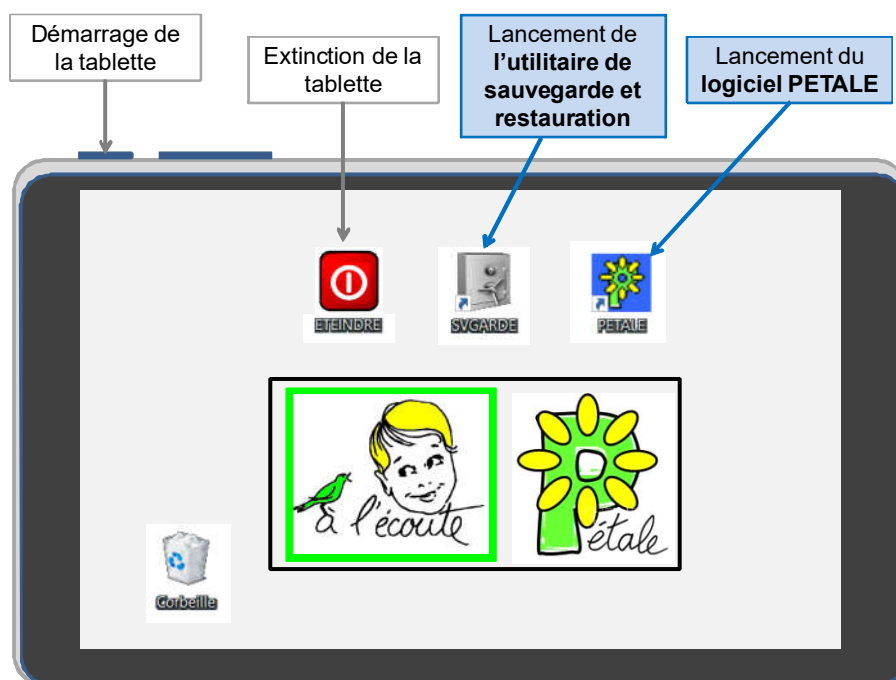 Démarrage de
la tablette
Extinction de la
tablette
Lancement de
l'utilitaire de
sauvegarde et
restauration
Lancement du
logiciel PETALE
ETEINDRE
SVGARDE
PETALE
à l'écoute
Pétale
Corbeille